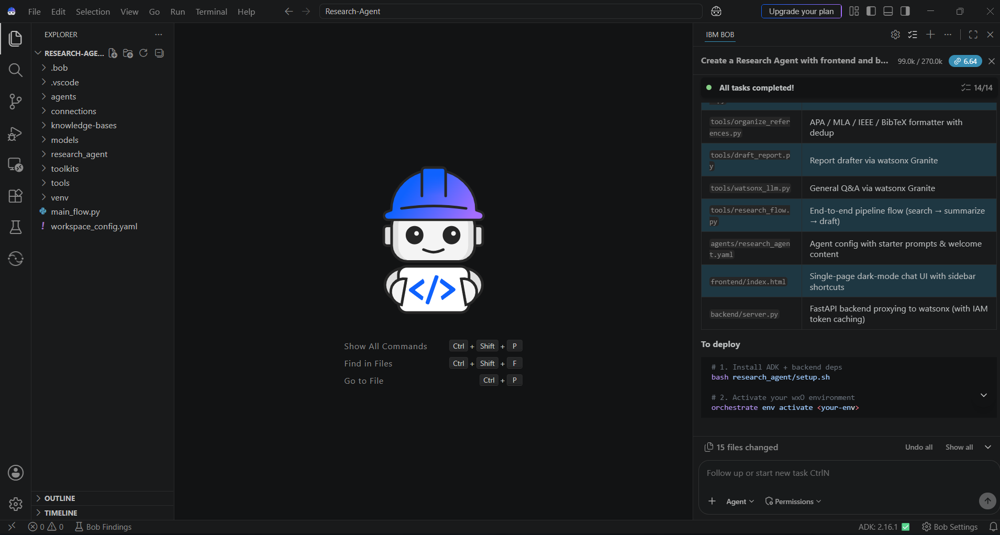 File Edit Selection View Go Run Terminal Help
Research-Agent
Upgrade your plan
EXPLORER
RESEARCH-AGE...
.bob
.vscode
agents
connections
knowledge-bases
models
research_agent
toolkits
tools
venv
main_flow.py
! workspace_config.yaml
OUTLINE
TIMELINE
</>
Show All Commands Ctrl + Shift + P
Find in Files Ctrl + Shift + F
Go to File Ctrl + P
IBM BOB
Create a Research Agent with frontend and b... 99.0k / 270.0k 6.64
All tasks completed! 14/14
tools/organize_refer
ences.py
APA / MLA / IEEE / BibTeX formatter with
dedup
tools/draft_report.p
y
Report drafter via watsonx Granite
tools/watsonx_llm.py
General Q&A via watsonx Granite
tools/research_flow.
py
End-to-end pipeline flow (search → summarize
→ draft)
agents/research_agen
t.yaml
Agent config with starter prompts & welcome
content
frontend/index.html
Single-page dark-mode chat UI with sidebar
shortcuts
backend/server.py
FastAPI backend proxying to watsonx (with IAM
token caching)
To deploy
# 1. Install ADK + backend deps
bash research_agent/setup.sh
# 2. Activate your wxO environment
orchestrate env activate <your-env>
15 files changed Undo all Show all
Follow up or start new task CtrlN
Agent Permissions
0 0 Bob Findings
ADK: 2.16.1 Bob Settings